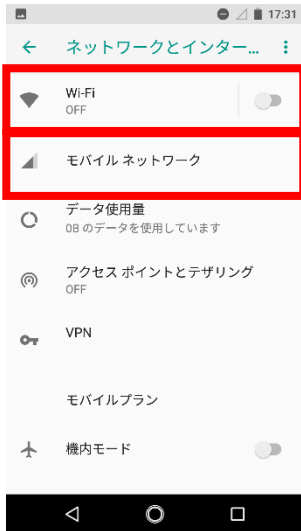 17:31
ネットワークとインター...
Wi-Fi
OFF
モバイル ネットワーク
データ使用量
0B のデータを使用しています
アクセス ポイントとテザリング
OFF
VPN
モバイルプラン
機内モード